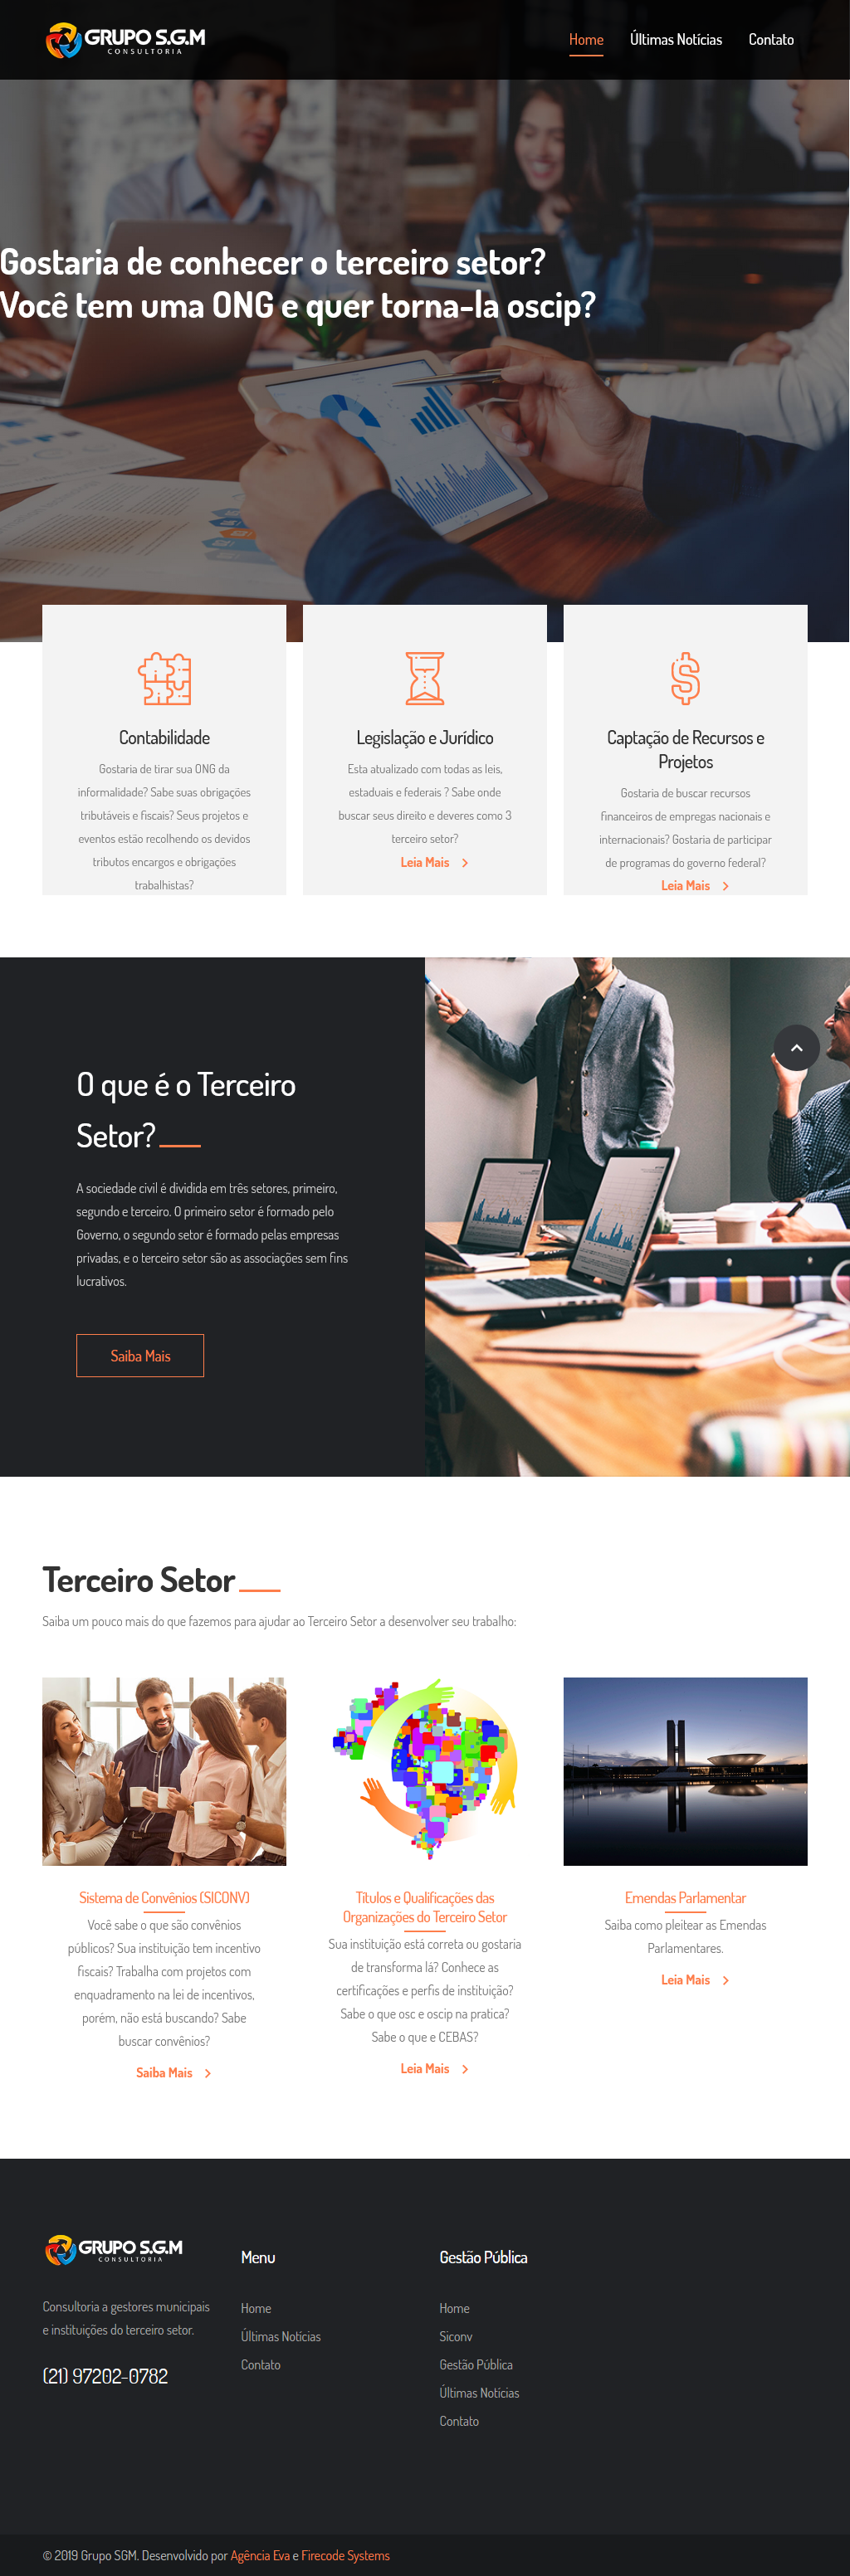 GRUPO S.G.M
CONSULTORIA
Home
Últimas Notícias
Contato
Gostaria de conhecer o terceiro setor?
Você tem uma ONG e quer torna-la oscip?
Contabilidade
Gostaria de tirar sua ONG da
informalidade? Sabe suas obrigações
tributáveis e fiscais? Seus projetos e
eventos estão recolhendo os devidos
tributos encargos e obrigações
trabalhistas?
Legislação e Jurídico
Esta atualizado com todas as leis,
estaduais e federais ? Sabe onde
buscar seus direito e deveres como 3
terceiro setor?
Leia Mais
Captação de Recursos e
Projetos
Gostaria de buscar recursos
financeiros de empregas nacionais e
internacionais? Gostaria de participar
de programas do governo federal?
Leia Mais
O que é o Terceiro
Setor?
A sociedade civil é dividida em três setores, primeiro,
segundo e terceiro. O primeiro setor é formado pelo
Governo, o segundo setor é formado pelas empresas
privadas, e o terceiro setor são as associações sem fins
lucrativos.
Saiba Mais
Terceiro Setor
Saiba um pouco mais do que fazemos para ajudar ao Terceiro Setor a desenvolver seu trabalho:
Sistema de Convênios (SICONV)
Você sabe o que são convênios
públicos? Sua instituição tem incentivo
fiscais? Trabalha com projetos com
enquadramento na lei de incentivos,
porém, não está buscando? Sabe
buscar convênios?
Saiba Mais
Títulos e Qualificações das
Organizações do Terceiro Setor
Sua instituição está correta ou gostaria
de transforma lá? Conhece as
certificações e perfis de instituição?
Sabe o que osc e oscip na pratica?
Sabe o que e CEBAS?
Leia Mais
Emendas Parlamentar
Saiba como pleitear as Emendas
Parlamentares.
Leia Mais
GRUPO S.G.M
CONSULTORIA
Consultoria a gestores municipais
e instituições do terceiro setor.
(21) 97202-0782
Menu
Home
Últimas Notícias
Contato
Gestão Pública
Home
Siconv
Gestão Pública
Últimas Notícias
Contato
© 2019 Grupo SGM. Desenvolvido por Agência Eva e Firecode Systems